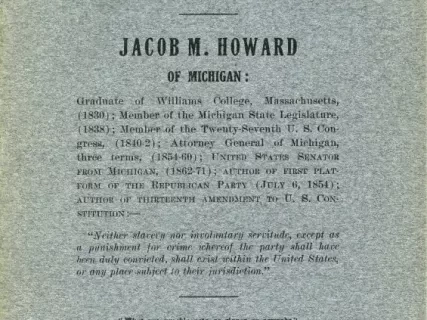 JACOB M. HOWARD
OF MICHIGAN:
Graduate of Williams College, Massachusetts,
(1830); Member of the Michigan State Legislature,
(1838); Member of the Twenty-Seventh U. S. Con-
gress, (1840-2); Attorney General of Michigan,
three terms, (1854-60); UNITED STATES SENATOR
FROM MICHIGAN, (1862-71); AUTHOR OF FIRST PLAT-
FORM OF THE REPUBLICAN PARTY (JULY 6, 1854);
AUTHOR OF THIRTEENTH AMENDMENT TO U. S. CON-
STITUTION:—
"Neither slavery nor involuntary servitude, except as
a punishment for crime whereof the party shall have
been duly convicted, shall exist within the United States,
or any place subject to their jurisdiction."